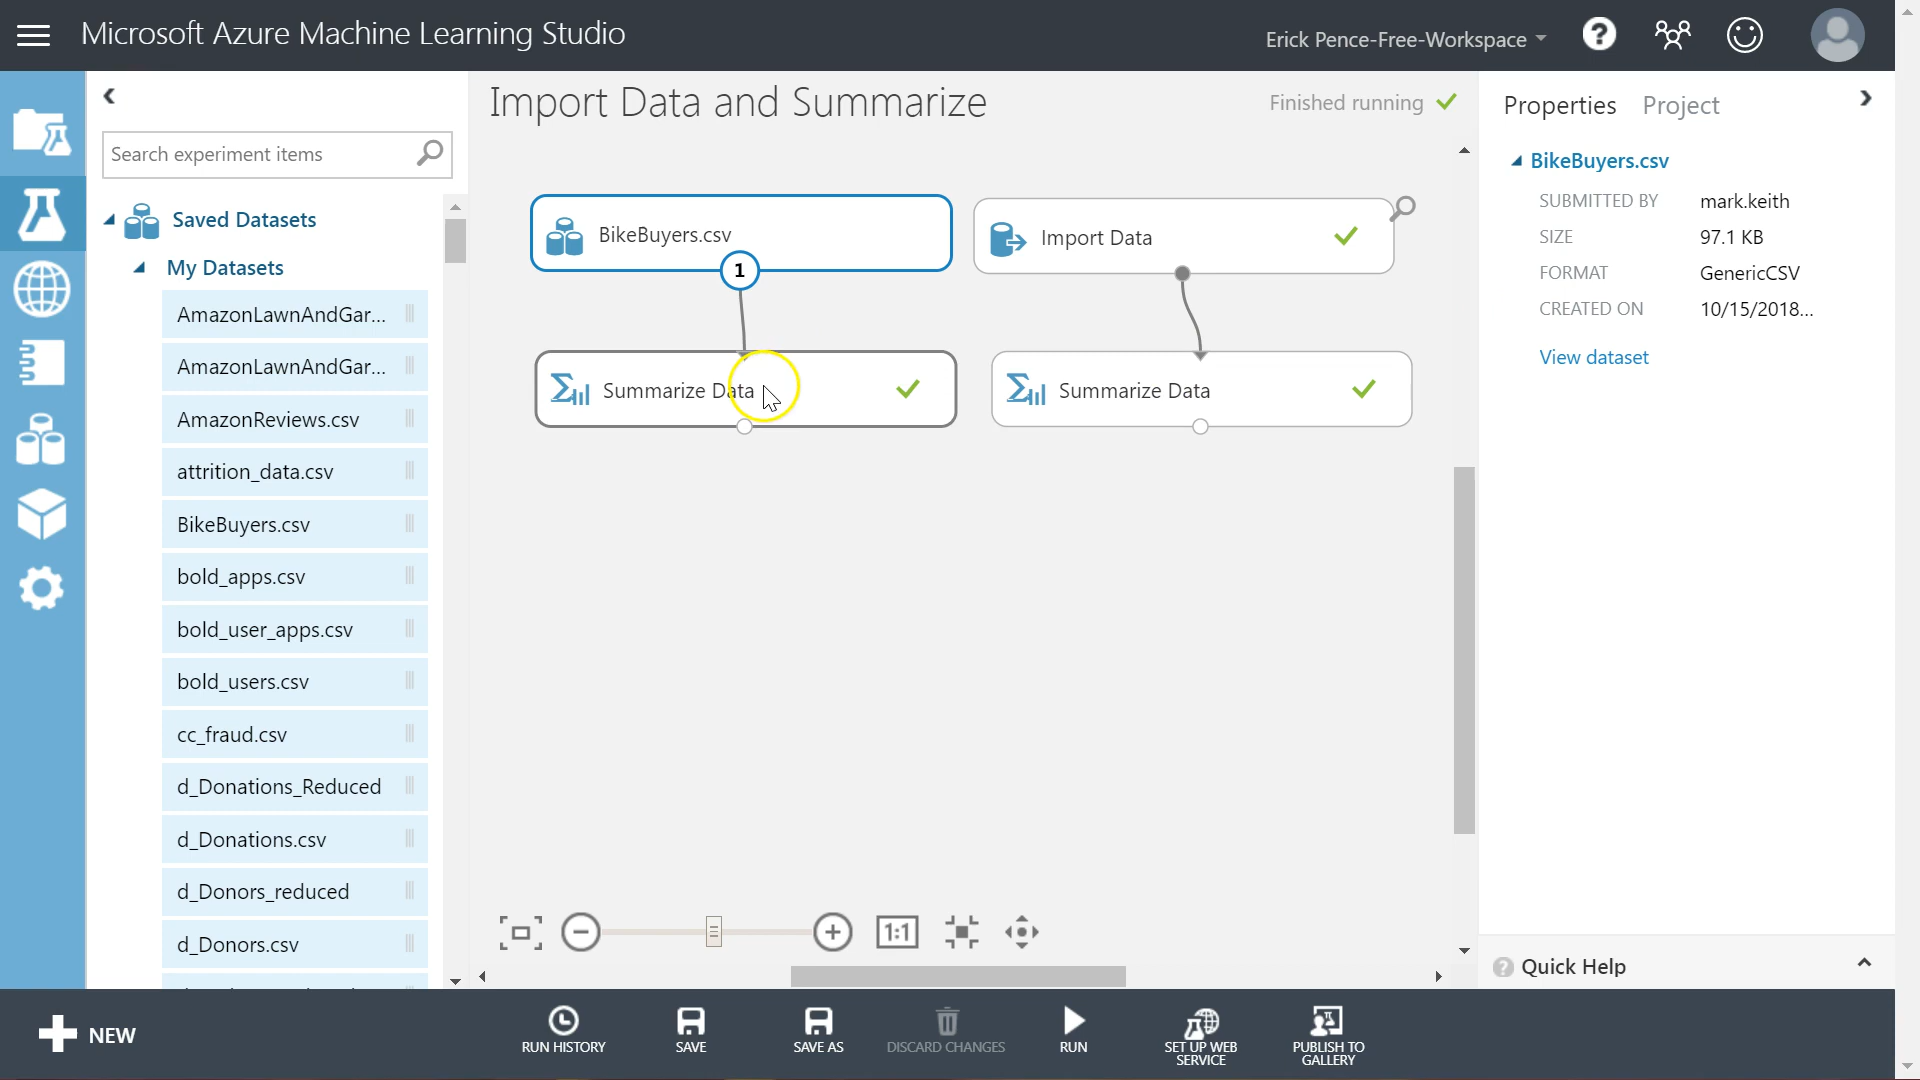 Microsoft Azure Machine Learning Studio
Erick Pence-Free-Workspace
?
Search experiment items
Saved Datasets
My Datasets
AmazonLawnAndGar...
AmazonLawnAndGar...
AmazonReviews.csv
attrition_data.csv
BikeBuyers.csv
bold_apps.csv
bold_user_apps.csv
bold_users.csv
cc_fraud.csv
d_Donations_Reduced
d_Donations.csv
d_Donors_reduced
d_Donors.csv
Import Data and Summarize
Finished running
BikeBuyers.csv
1
Import Data
Summarize Data
Summarize Data
1:1
Properties Project
BikeBuyers.csv
SUBMITTED BY mark.keith
SIZE 97.1 KB
FORMAT GenericCSV
CREATED ON 10/15/2018...
View dataset
? Quick Help
NEW
RUN HISTORY
SAVE
SAVE AS
DISCARD CHANGES
RUN
SET UP WEB
SERVICE
PUBLISH TO
GALLERY